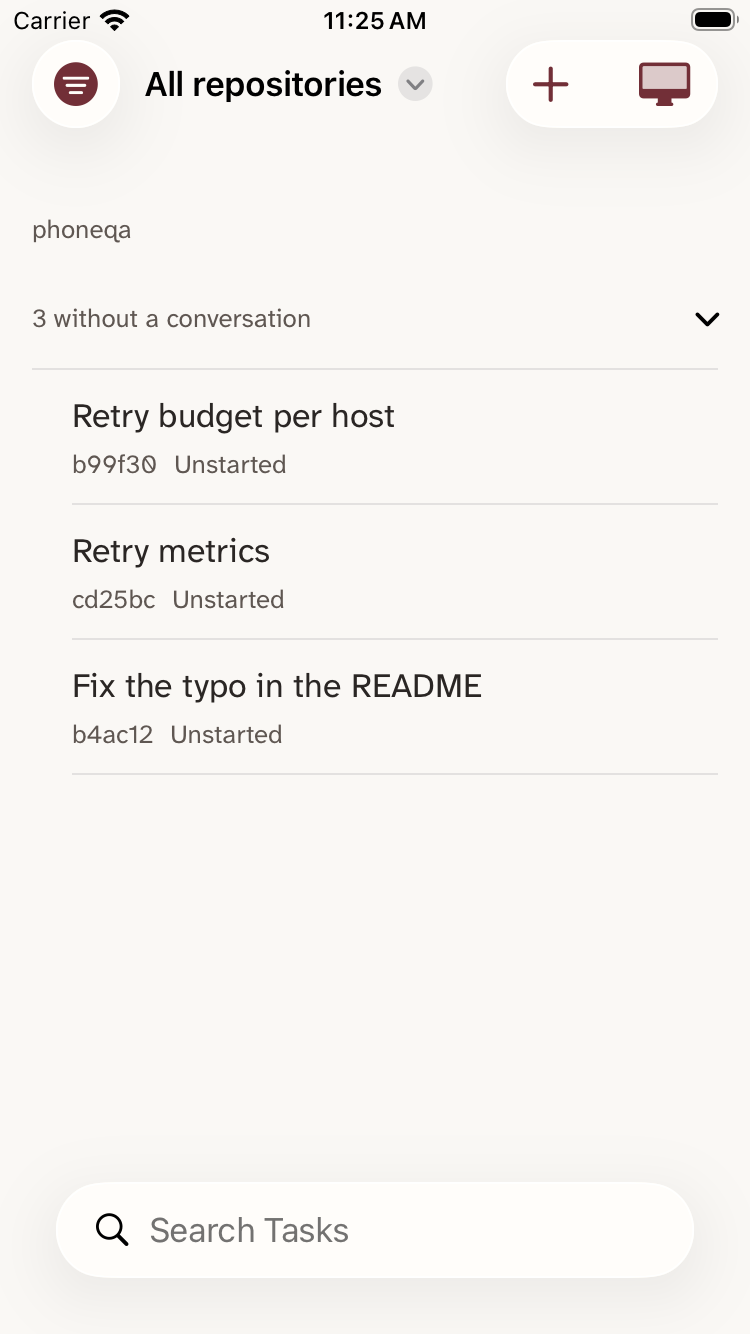 Carrier 11:25 AM
All repositories
phoneqa
3 without a conversation
Retry budget per host
b99f30 Unstarted
Retry metrics
cd25bc Unstarted
Fix the typo in the README
b4ac12 Unstarted
Search Tasks